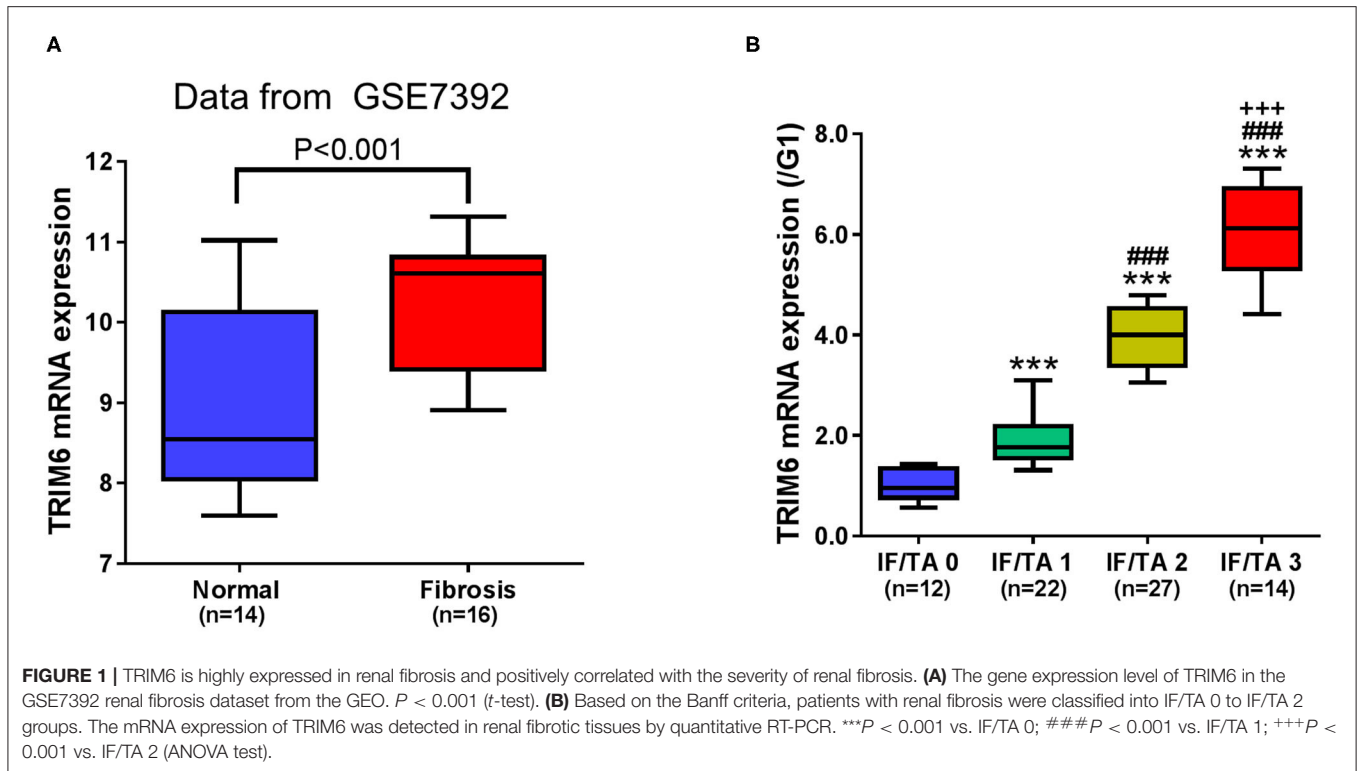 A
Data from GSE7392
P<0.001
TRIM6 mRNA expression
12
11
10
9
8
7
Normal
(n=14)
Fibrosis
(n=16)
B
TRIM6 mRNA expression (/G1)
8.0
6.0
4.0
2.0
0.0
***
###
***
+++
###
***
IF/TA 0
(n=12)
IF/TA 1
(n=22)
IF/TA 2
(n=27)
IF/TA 3
(n=14)
FIGURE 1 | TRIM6 is highly expressed in renal fibrosis and positively correlated with the severity of renal fibrosis. (A) The gene expression level of TRIM6 in the
GSE7392 renal fibrosis dataset from the GEO. P < 0.001 (t-test). (B) Based on the Banff criteria, patients with renal fibrosis were classified into IF/TA 0 to IF/TA 2
groups. The mRNA expression of TRIM6 was detected in renal fibrotic tissues by quantitative RT-PCR. ***P < 0.001 vs. IF/TA 0; ###P < 0.001 vs. IF/TA 1; +++P <
0.001 vs. IF/TA 2 (ANOVA test).